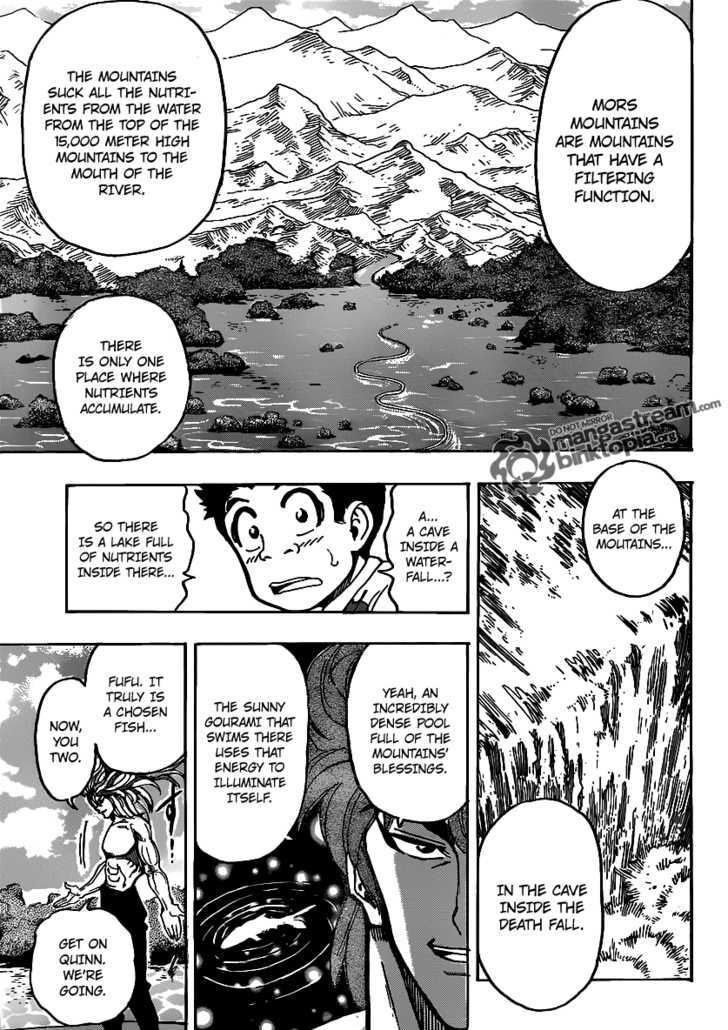 MORS
MOUNTAINS
ARE MOUNTAINS
THAT HAVE A
FILTERING
FUNCTION.
THE MOUNTAINS
SUCK ALL THE NUTRI-
ENTS FROM THE WATER
FROM THE TOP OF THE
15,000 METER HIGH
MOUNTAINS TO THE
MOUTH OF THE
RIVER.
THERE
IS ONLY ONE
PLACE WHERE
NUTRIENTS
ACCUMULATE.
DO NOT MIRROR
mangastream.com
binktopia.org
AT THE
BASE OF THE
MOUTAINS...
IN THE CAVE
INSIDE THE
DEATH FALL.
A...
A CAVE
INSIDE A
WATER-
FALL...?
SO THERE
IS A LAKE FULL
OF NUTRIENTS
INSIDE THERE...
YEAH, AN
INCREDIBLY
DENSE POOL
FULL OF THE
MOUNTAINS'
BLESSINGS.
THE SUNNY
GOURAMI THAT
SWIMS THERE
USES THAT
ENERGY TO
ILLUMINATE
ITSELF.
FUFU. IT
TRULY IS
A CHOSEN
FISH...
NOW,
YOU
TWO.
GET ON
QUINN.
WE'RE
GOING.